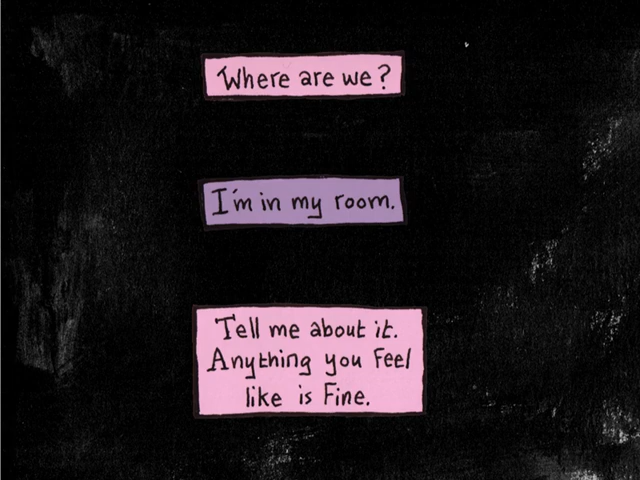 Where are we?
I'm in my room.
Tell me about it.
Anything you Feel
like is Fine.